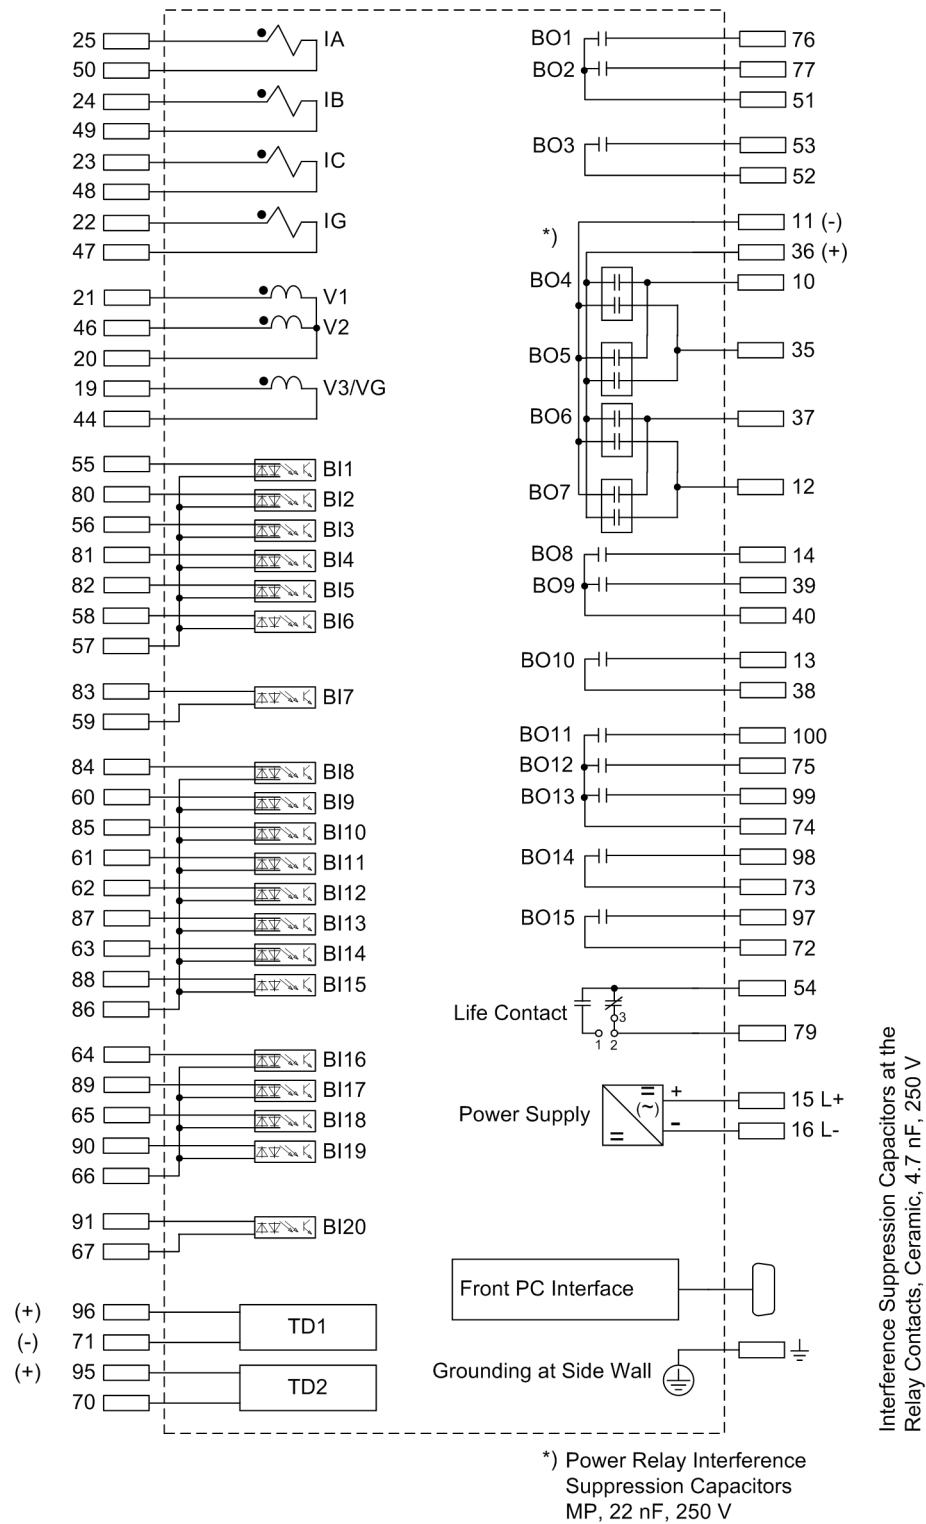 25 IA
50
24 IB
49
23 IC
48
22 IG
47
21 V1
46 V2
20
19 V3/VG
44
55 BI1
80 BI2
56 BI3
81 BI4
82 BI5
58 BI6
57
83 BI7
59
84 BI8
60 BI9
85 BI10
61 BI11
62 BI12
87 BI13
63 BI14
88 BI15
86
64 BI16
89 BI17
65 BI18
90 BI19
66
91 BI20
67
(+) 96 TD1
(-) 71
(+) 95 TD2
70
BO1 76
BO2 77
51
BO3 53
52
11 (-)
*)
36 (+)
BO4 10
35
BO5
BO6 37
12
BO7
BO8 14
BO9 39
40
BO10 13
38
BO11 100
BO12 75
BO13 99
74
BO14 98
73
BO15 97
72
54
Life Contact 3
1 2 79
Power Supply = (~) = + 15 L+
- 16 L-
Front PC Interface
Grounding at Side Wall
*) Power Relay Interference
Suppression Capacitors
MP, 22 nF, 250 V
Interference Suppression Capacitors at the
Relay Contacts, Ceramic, 4.7 nF, 250 V